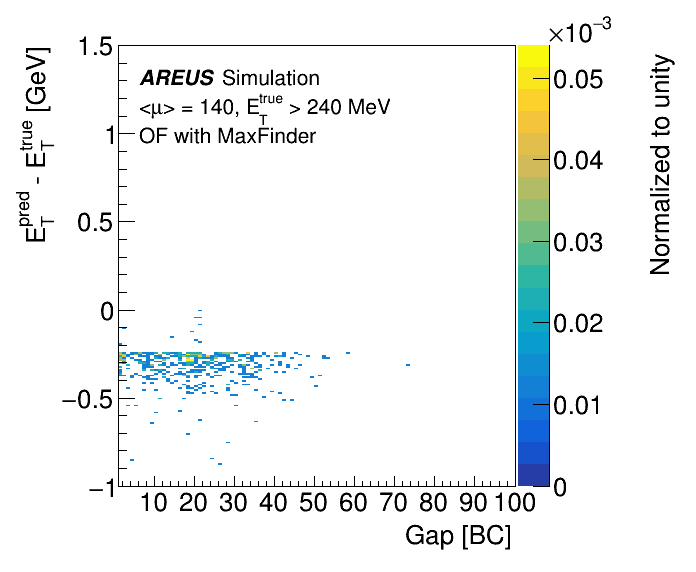 ×10⁻³
AREUS Simulation
<μ> = 140, E_T^true > 240 MeV
OF with MaxFinder
E_T^pred - E_T^true [GeV]
1.5
1
0.5
0
−0.5
−1
10 20 30 40 50 60 70 80 90 100
Gap [BC]
0.05
0.04
0.03
0.02
0.01
0
Normalized to unity